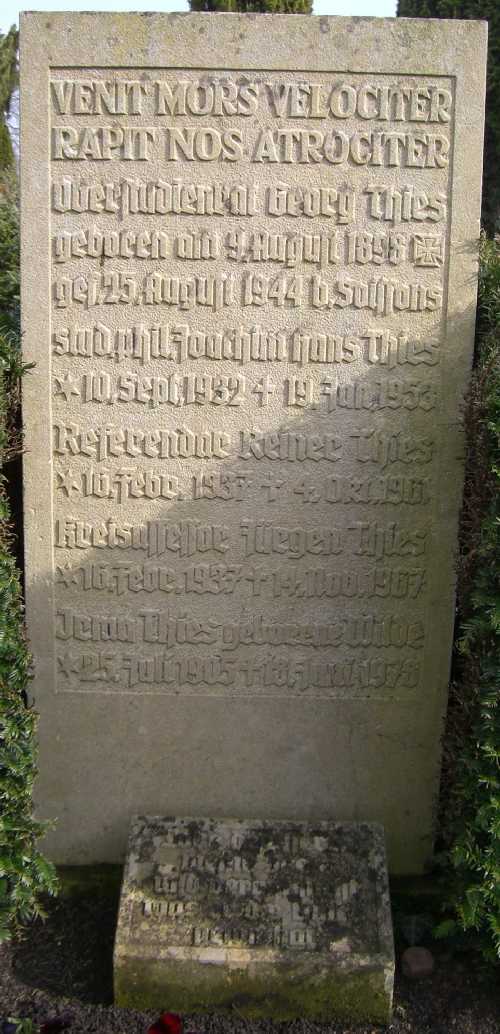 VENIT MORS VELOCITER
RAPIT NOS ATROCITER
Oberstudienrat Georg Thies
geboren am 9. August 1898
gef. 25. August 1944 b. Soissons
stud. phil. Joachim Hans Thies
* 10. Sept. 1932 + 19. Jan. 1953
Referendar Reiner Thies
* 16. Febr. 1937 + 4. Okt. 1961
Kreisassessor Jürgen Thies
* 16. Febr. 1937 + 14. Nov. 1967
Jenny Thies geborene Wilde
* 25. Juli 1905 + 18. Juni 1978